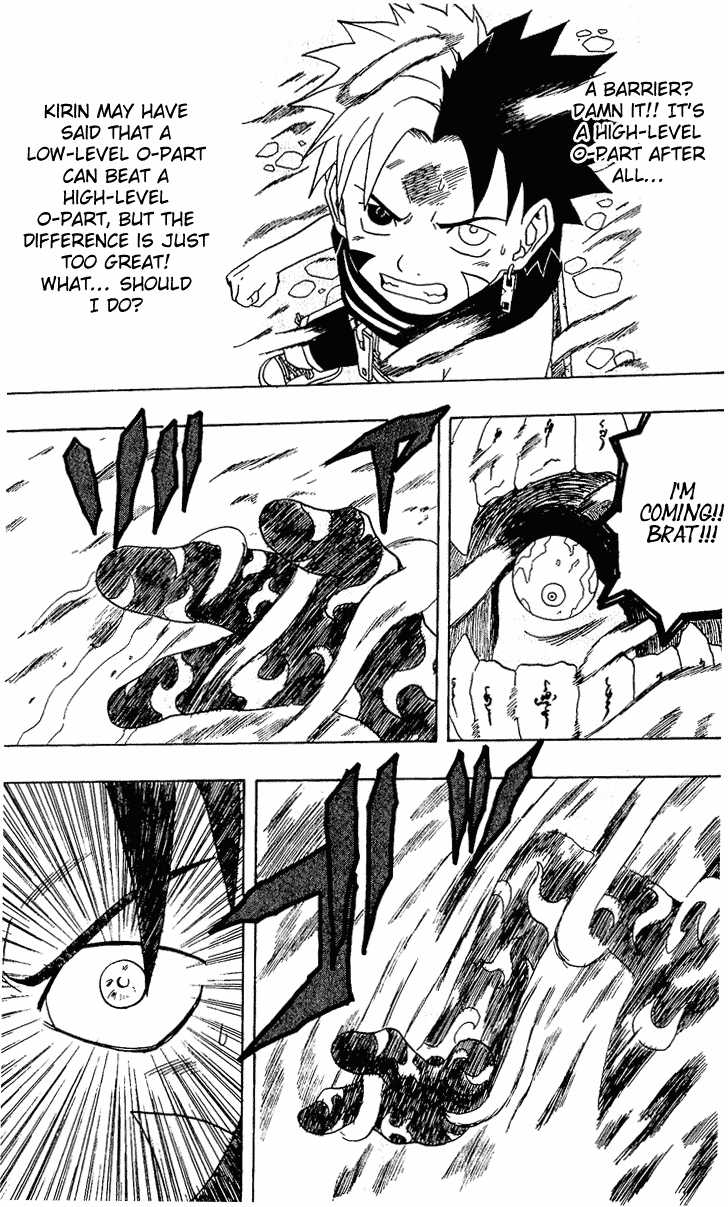 A BARRIER?
DAMN IT!! IT'S
A HIGH-LEVEL
O-PART AFTER
ALL...
KIRIN MAY HAVE
SAID THAT A
LOW-LEVEL O-PART
CAN BEAT A
HIGH-LEVEL
O-PART, BUT THE
DIFFERENCE IS JUST
TOO GREAT!
WHAT... SHOULD
I DO?
I'M
COMING!!
BRAT!!!